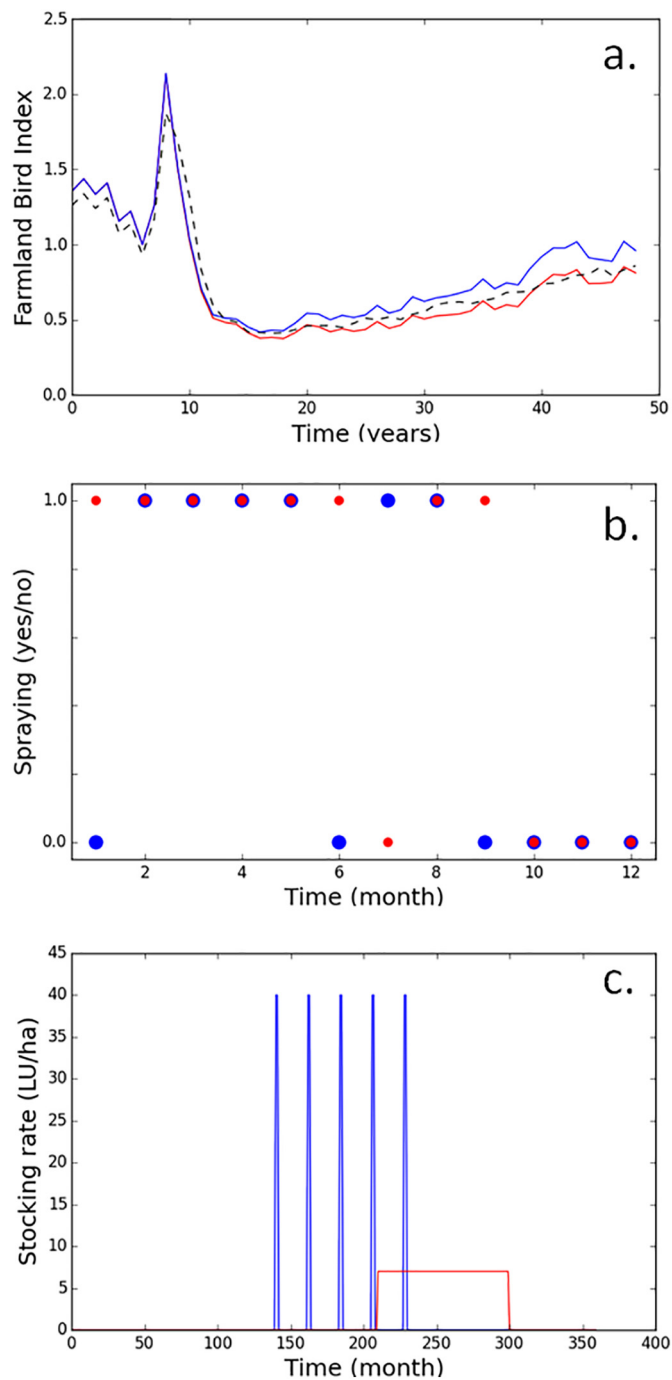 a.
Farmland Bird Index
2.5
2.0
1.5
1.0
0.5
0.0
0 10 20 30 40 50
Time (years)
b.
Spraying (yes/no)
1.0
0.0
2 4 6 8 10 12
Time (month)
c.
Stocking rate (LU/ha)
45
40
35
30
25
20
15
10
5
0
0 50 100 150 200 250 300 350 400
Time (month)